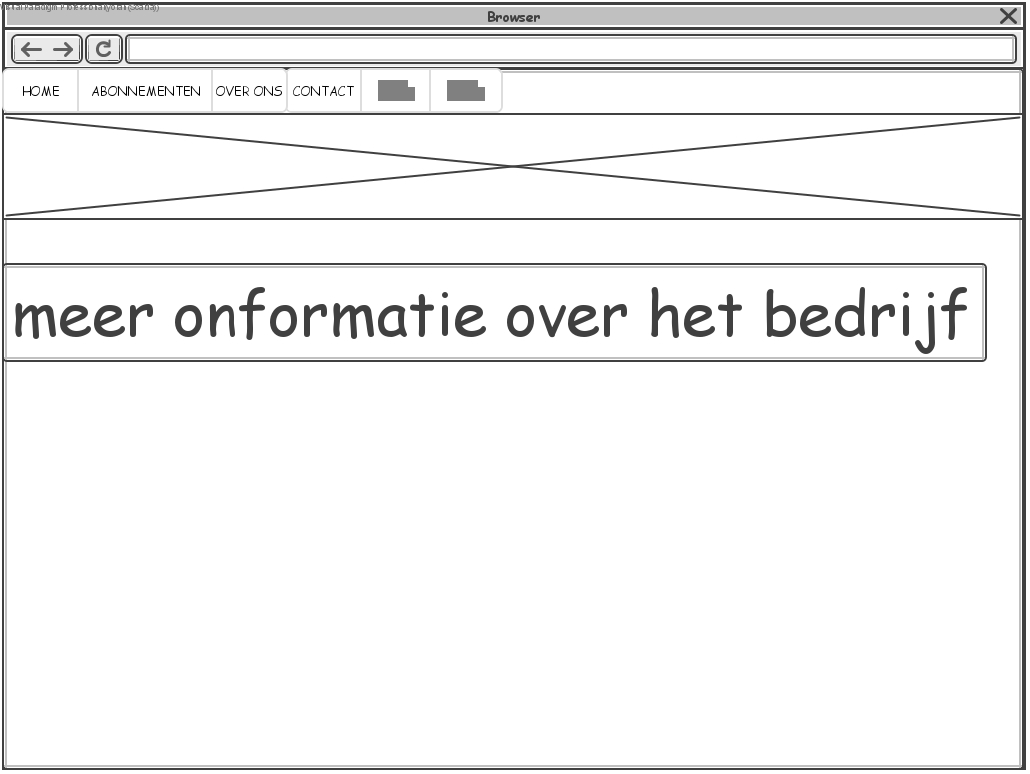 Browser
HOME ABONNEMENTEN OVER ONS CONTACT
meer onformatie over het bedrijf